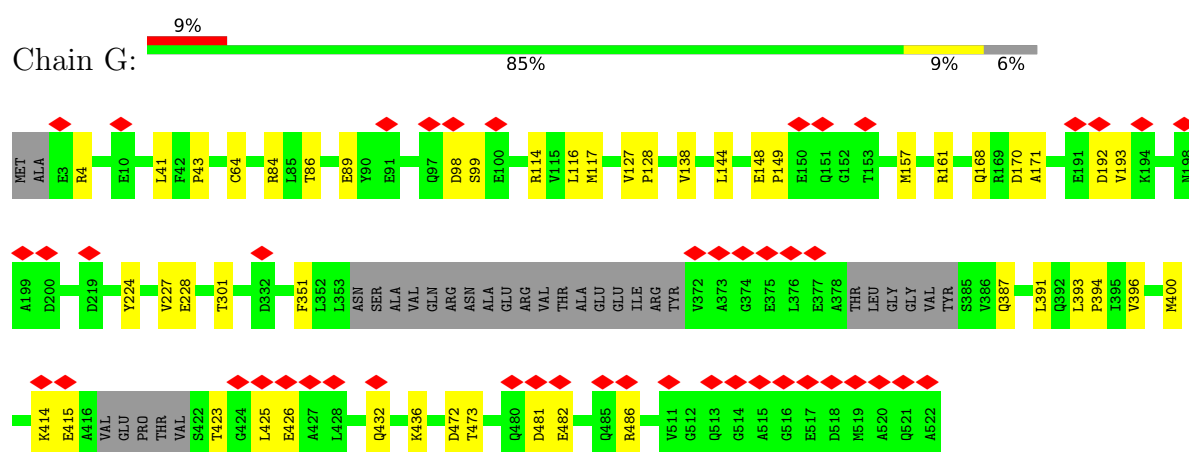 9%
Chain G:
85% 9% 6%
MET ALA E3 R4 E10 L41 F42 P43 C64 R84 L85 T86 E89 Y90 E91 Q97 D98 S99 E100 R114 V115 L116 M117 V127 P128 V138 L144 E148 P149 E150 Q151 G152 T153 M157 R161 Q168 R169 D170 A171 E191 D192 V193 K194 N198
A199 D200 D219 Y224 V227 E228 T301 D332 F351 L352 L353 ASN SER ALA VAL GLN ARG ASN ALA GLU ARG VAL THR ALA GLU GLU ILE ARG TYR V372 A373 G374 E375 L376 E377 A378 THR LEU GLY GLY VAL TYR S385 V386 Q387 L391 Q392 L393 P394 I395 V396 M400
K414 E415 A416 VAL GLU PRO THR VAL S422 T423 G424 L425 E426 A427 L428 Q432 K436 D472 T473 Q480 D481 E482 Q485 R486 V511 G512 Q513 G514 A515 G516 E517 D518 M519 A520 Q521 A522